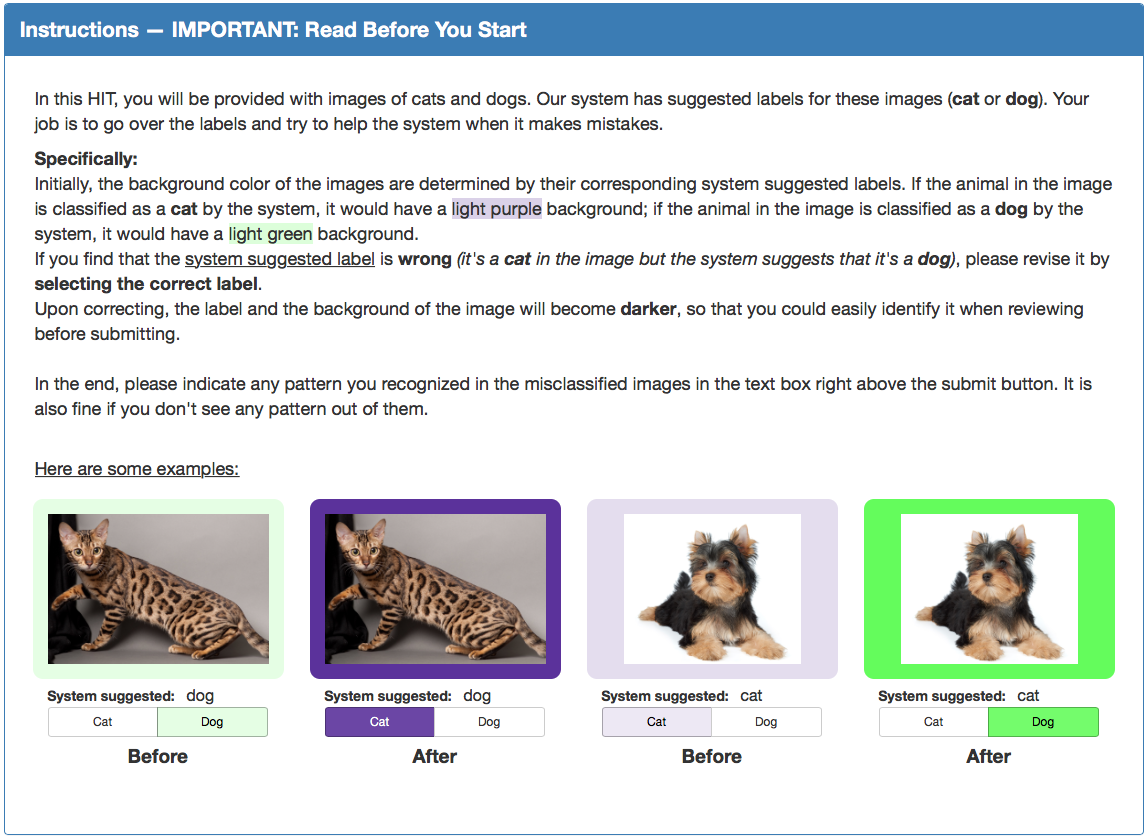 Instructions — IMPORTANT: Read Before You Start
In this HIT, you will be provided with images of cats and dogs. Our system has suggested labels for these images (cat or dog). Your
job is to go over the labels and try to help the system when it makes mistakes.
Specifically:
Initially, the background color of the images are determined by their corresponding system suggested labels. If the animal in the image
is classified as a cat by the system, it would have a light purple background; if the animal in the image is classified as a dog by the
system, it would have a light green background.
If you find that the system suggested label is wrong (it's a cat in the image but the system suggests that it's a dog), please revise it by
selecting the correct label.
Upon correcting, the label and the background of the image will become darker, so that you could easily identify it when reviewing
before submitting.
In the end, please indicate any pattern you recognized in the misclassified images in the text box right above the submit button. It is
also fine if you don't see any pattern out of them.
Here are some examples:
System suggested: dog
Cat Dog
Before
System suggested: dog
Cat Dog
After
System suggested: cat
Cat Dog
Before
System suggested: cat
Cat Dog
After